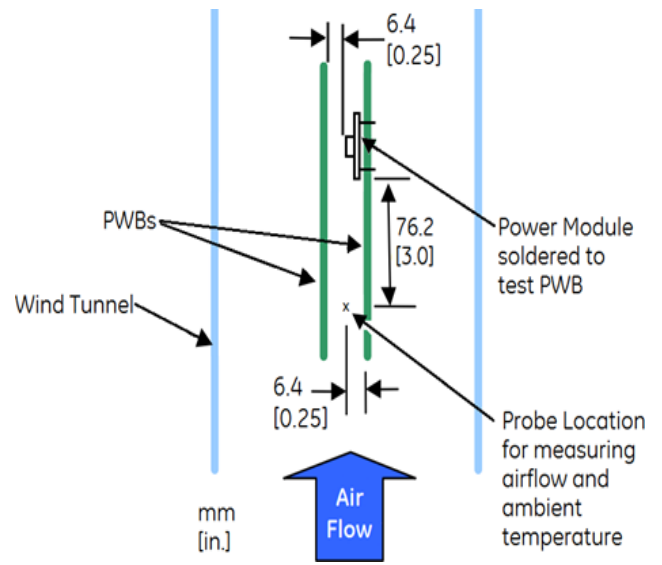 6.4
[0.25]
PWBs
76.2
[3.0]
Power Module
soldered to
test PWB
Wind Tunnel
x
6.4
[0.25]
Probe Location
for measuring
airflow and
ambient
temperature
Air
Flow
mm
[in.]